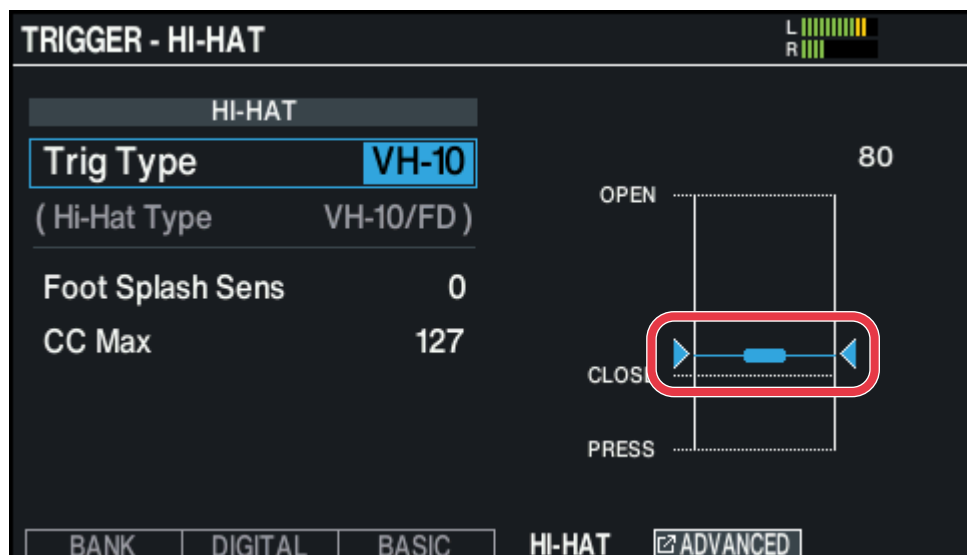 TRIGGER - HI-HAT
L
R
HI-HAT
Trig Type VH-10
( Hi-Hat Type VH-10/FD )
Foot Splash Sens 0
CC Max 127
80
OPEN
CLOSE
PRESS
BANK DIGITAL BASIC HI-HAT ADVANCED